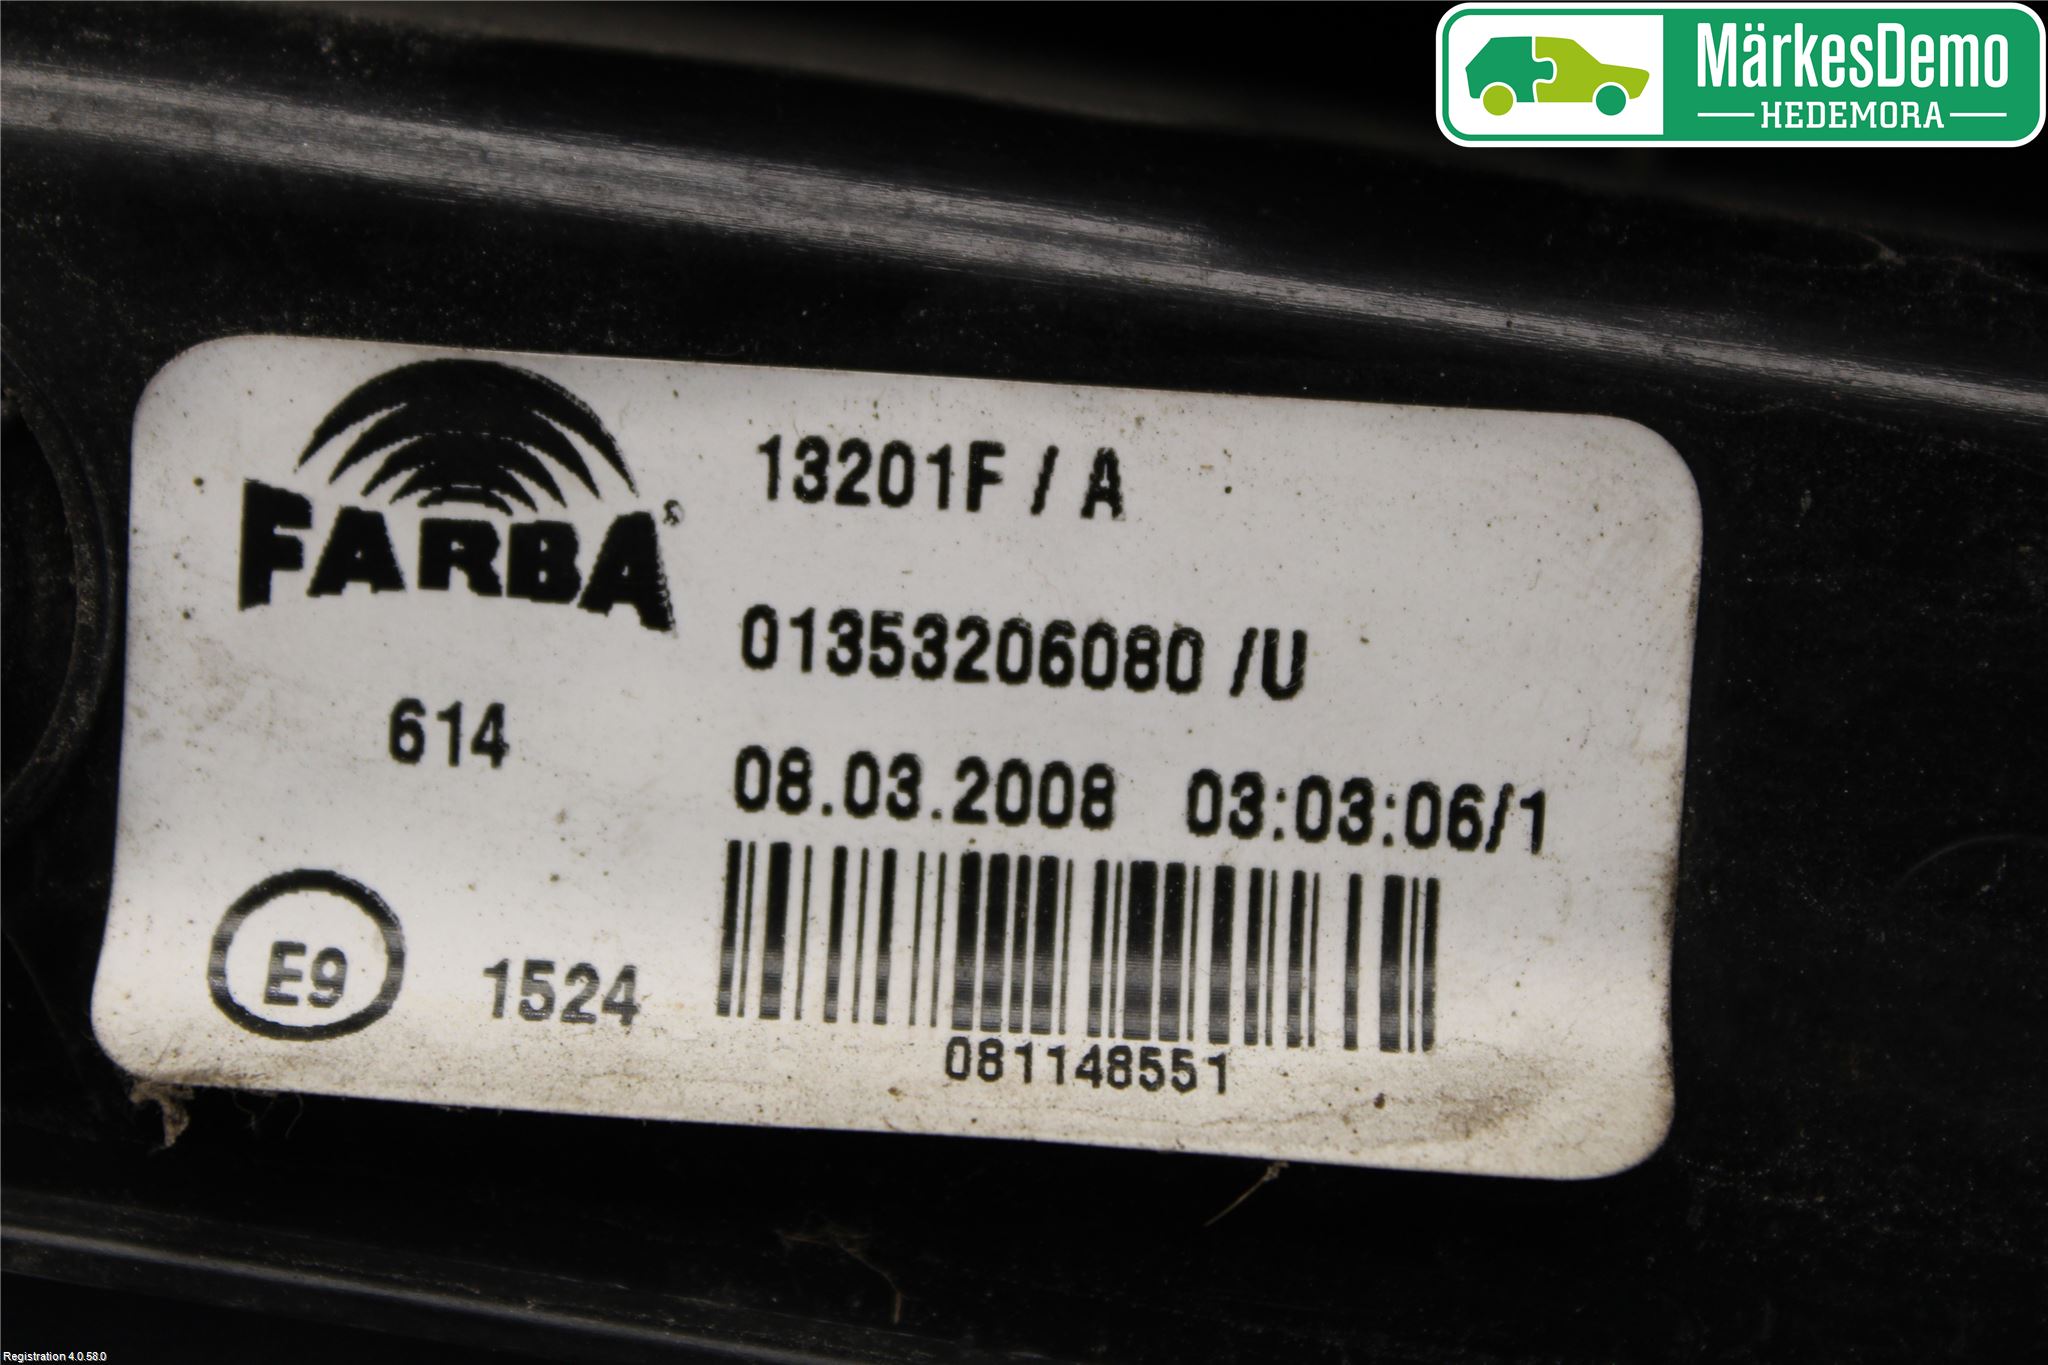 MärkesDemo
HEDEMORA
FARBA®
13201F / A
01353206080 /U
614
08.03.2008 03:03:06/1
E9
1524
081148551
Registration 4.0.58.0